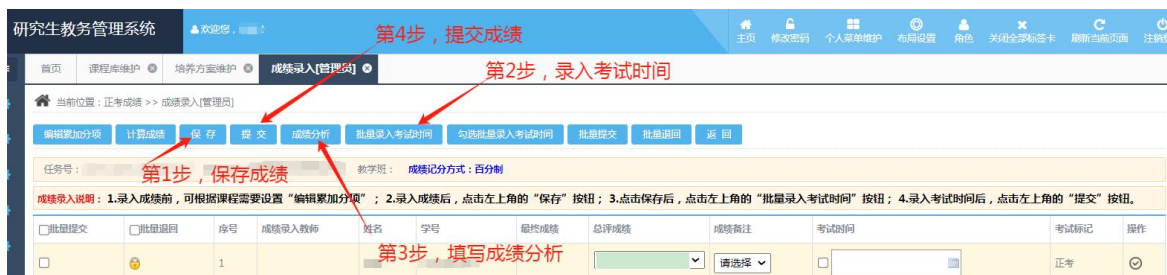 研究生教务管理系统
欢迎您，
第4步，提交成绩
主页 修改密码 个人菜单维护 布局设置 角色 关闭全部标签卡 刷新当前页面
首页 课程库维护 培养方案维护 成绩录入[管理员]
第2步，录入考试时间
当前位置：正考成绩 >> 成绩录入[管理员]
编辑累加分项 计算成绩 保 存 提 交 成绩分析 批量录入考试时间 勾选批量录入考试时间 批量提交 批量退回 返 回
任务号： 教学班： 成绩记分方式：百分制
第1步，保存成绩
成绩录入说明：1.录入成绩前，可根据课程需要设置“编辑累加分项”；2.录入成绩后，点击左上角的“保存”按钮；3.点击保存后，点击左上角的“批量录入考试时间”按钮；4.录入考试时间后，点击左上角的“提交”按钮。
批量提交 批量退回 序号 成绩录入教师 姓名 学号 最终成绩 总评成绩 成绩备注 考试时间 考试标记 操作
第3步，填写成绩分析
1 请选择 正考